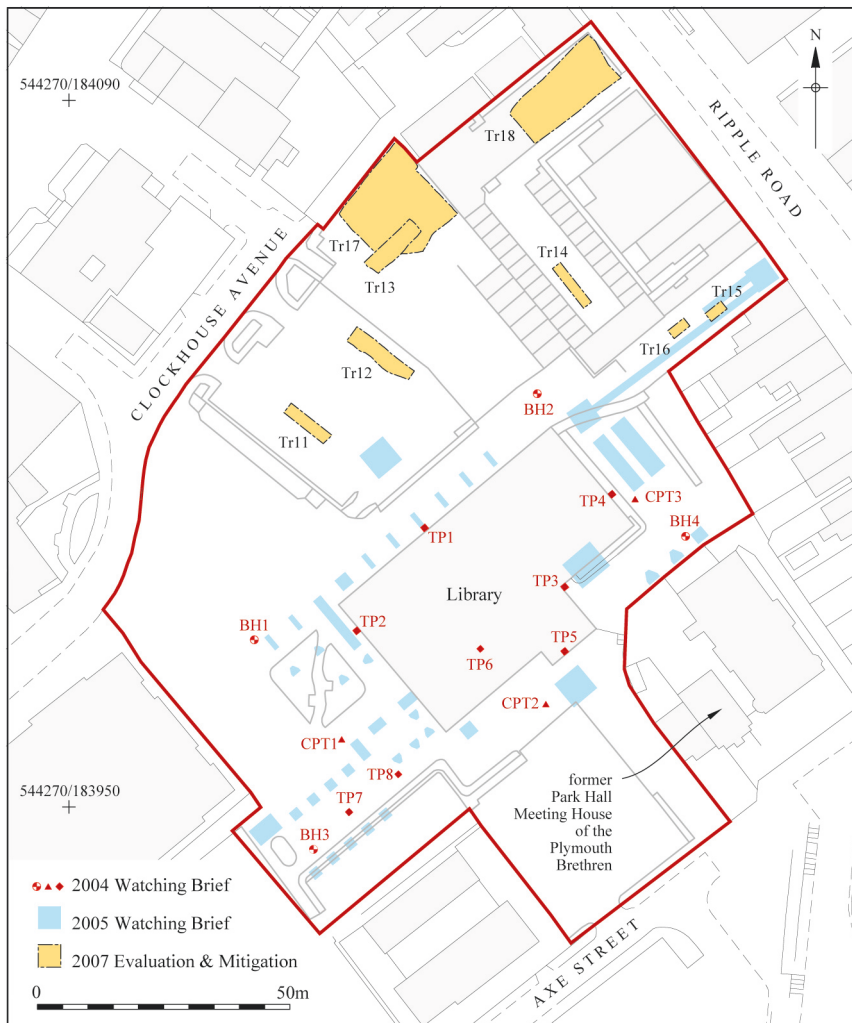 544270/184090
N
RIPPLE ROAD
Tr18
CLOCKHOUSE AVENUE
Tr17
Tr13
Tr14
Tr15
Tr16
Tr12
Tr11
BH2
TP4
CPT3
BH4
TP1
TP3
Library
BH1
TP2
TP6
TP5
CPT2
CPT1
TP8
544270/183950
TP7
BH3
former
Park Hall
Meeting House
of the
Plymouth
Brethren
AXE STREET
2004 Watching Brief
2005 Watching Brief
2007 Evaluation & Mitigation
0 50m